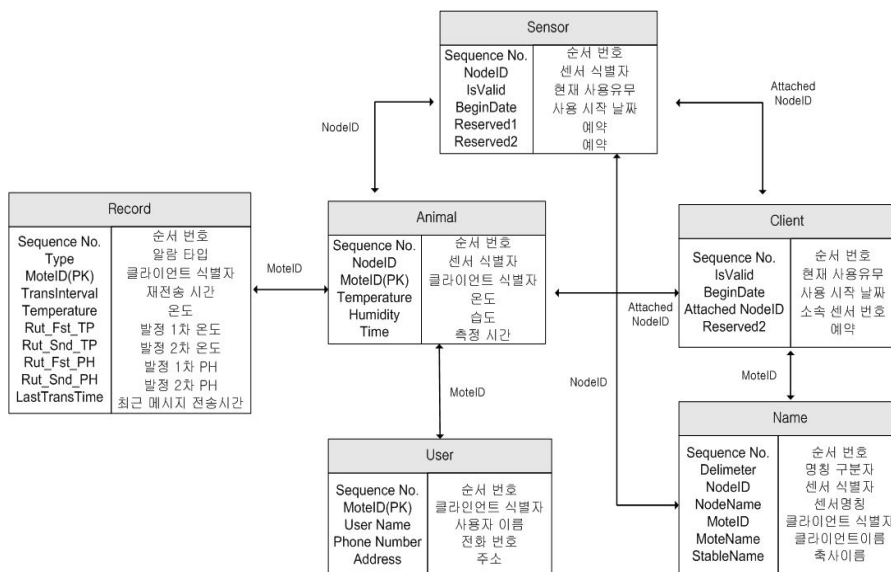 Sensor
Sequence No. 순서 번호
NodeID 센서 식별자
IsValid 현재 사용유무
BeginDate 사용 시작 날짜
Reserved1 예약
Reserved2 예약
NodeID
Attached
NodeID
Record
Sequence No. 순서 번호
Type 알람 타입
MoteID(PK) 클라이언트 식별자
TransInterval 재전송 시간
Temperature 온도
Rut_Fst_TP 발정 1차 온도
Rut_Snd_TP 발정 2차 온도
Rut_Fst_PH 발정 1차 PH
Rut_Snd_PH 발정 2차 PH
LastTransTime 최근 메시지 전송시간
MoteID
Animal
Sequence No. 순서 번호
NodeID 센서 식별자
MoteID(PK) 클라이언트 식별자
Temperature 온도
Humidity 습도
Time 측정 시간
Attached
NodeID
Client
Sequence No. 순서 번호
IsValid 현재 사용유무
BeginDate 사용 시작 날짜
Attached NodeID 소속 센서 번호
Reserved2 예약
MoteID
NodeID
MoteID
User
Sequence No. 순서 번호
MoteID(PK) 클라인언트 식별자
User Name 사용자 이름
Phone Number 전화 번호
Address 주소
Name
Sequence No. 순서 번호
Delimeter 명칭 구분자
NodeID 센서 식별자
NodeName 센서명칭
MoteID 클라이언트 식별자
MoteName 클라이언트이름
StableName 축사이름